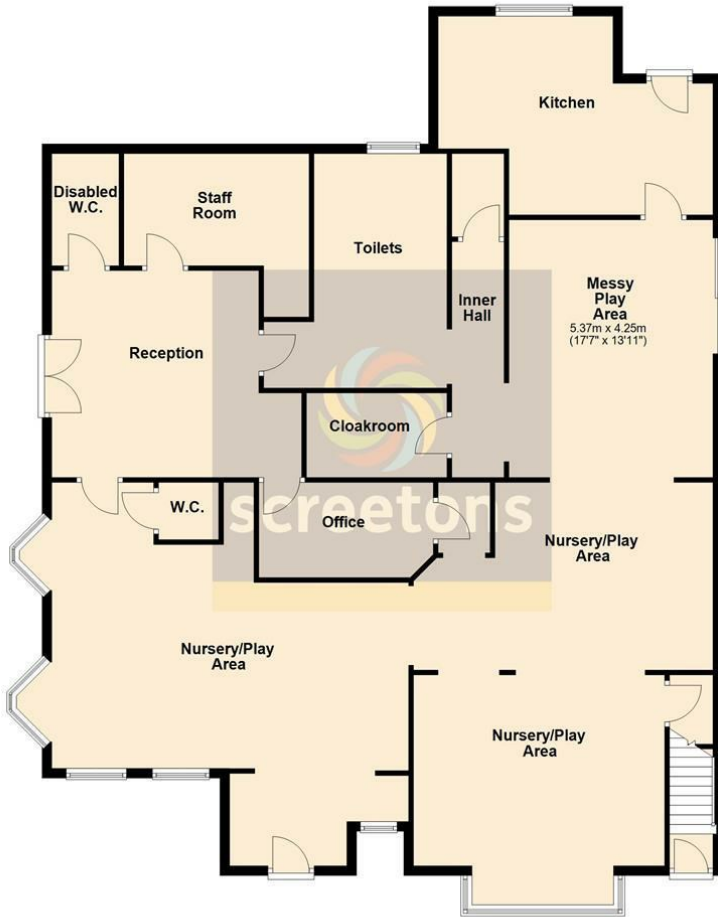 Kitchen
Disabled
W.C.
Staff
Room
Toilets
Inner
Hall
Messy
Play
Area
5.37m x 4.25m
(17'7" x 13'11")
Reception
Cloakroom
W.C.
Office
screetons
Nursery/Play
Area
Nursery/Play
Area
Nursery/Play
Area